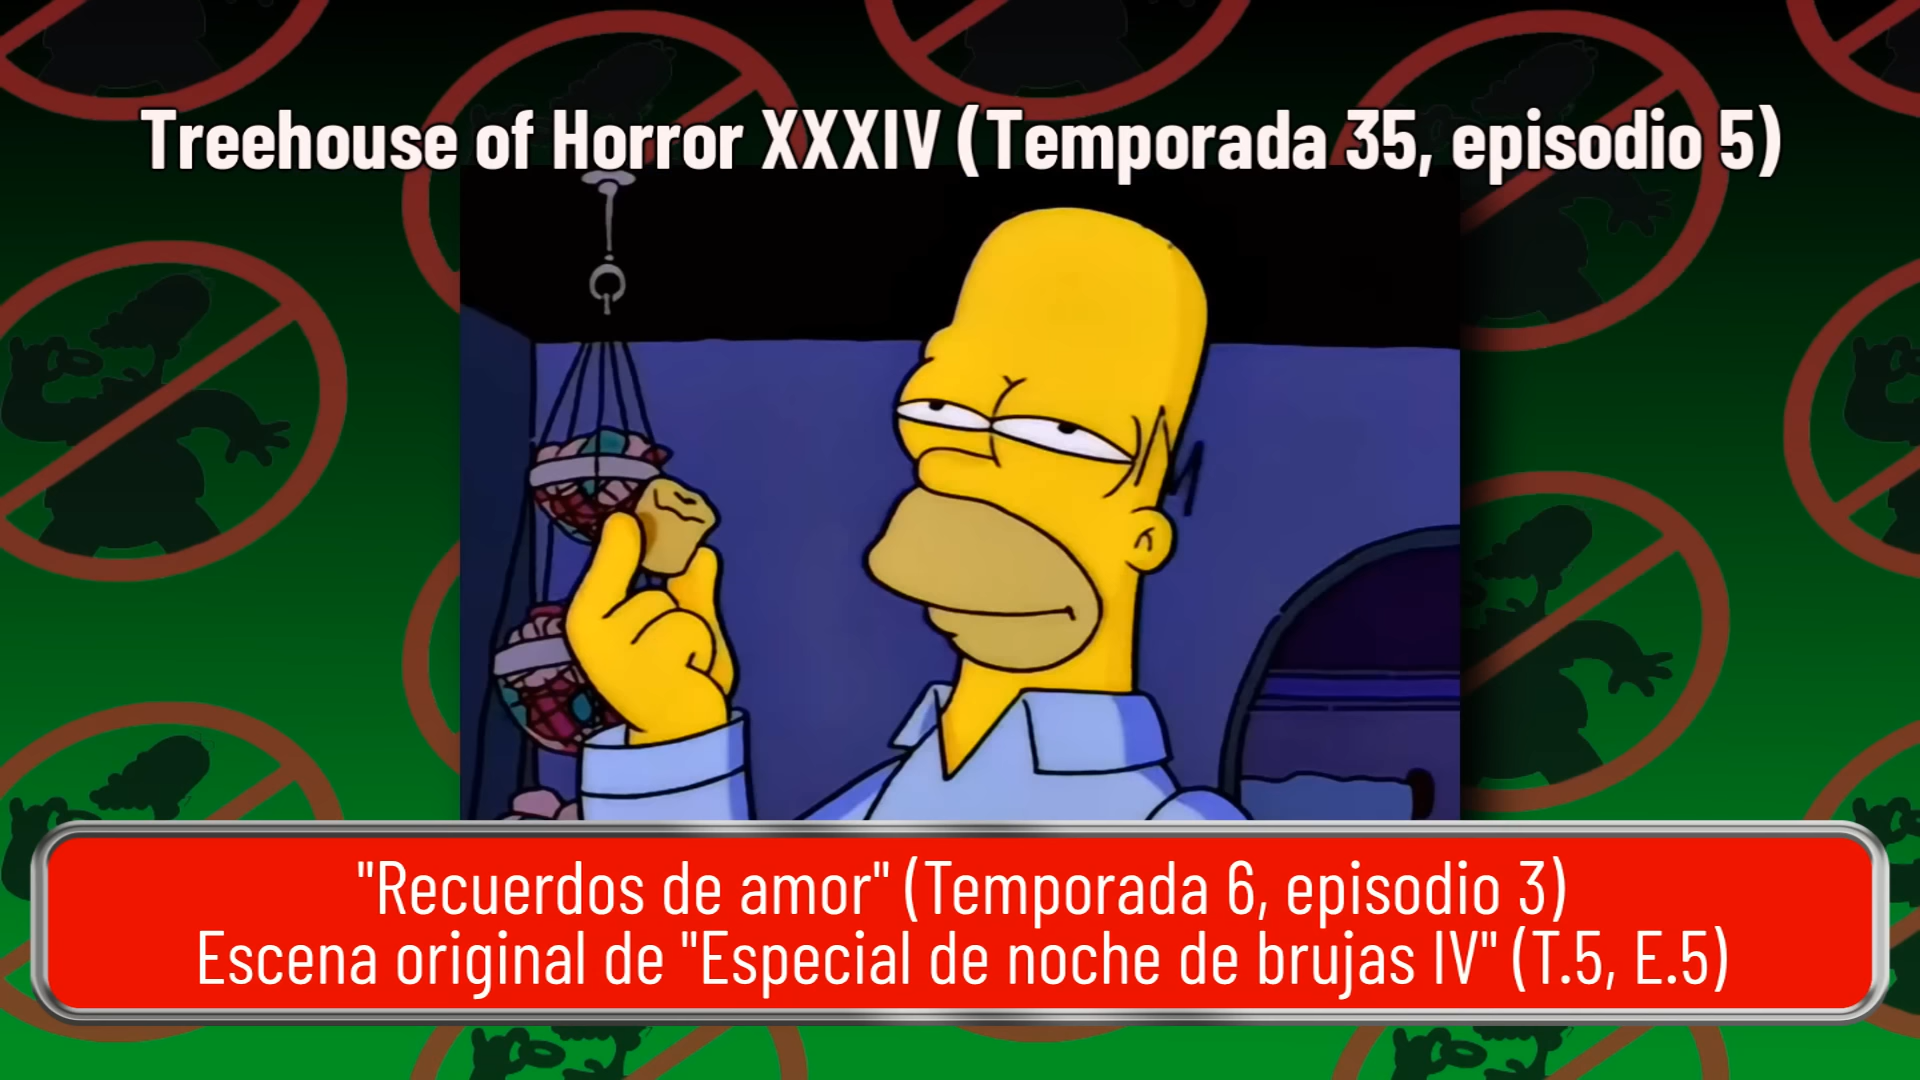 Treehouse of Horror XXXIV (Temporada 35, episodio 5)
"Recuerdos de amor" (Temporada 6, episodio 3)
Escena original de "Especial de noche de brujas IV" (T.5, E.5)